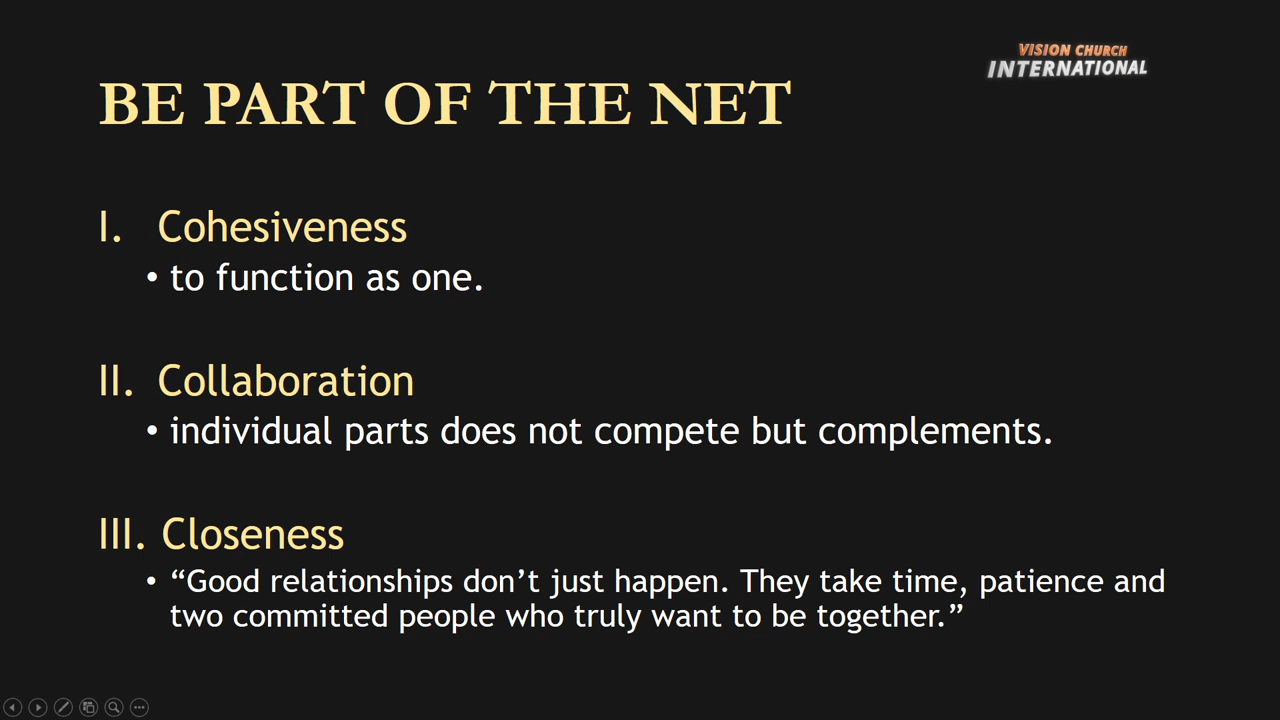 VISION CHURCH
INTERNATIONAL
BE PART OF THE NET
I. Cohesiveness
• to function as one.
II. Collaboration
• individual parts does not compete but complements.
III. Closeness
• “Good relationships don’t just happen. They take time, patience and
two committed people who truly want to be together.”